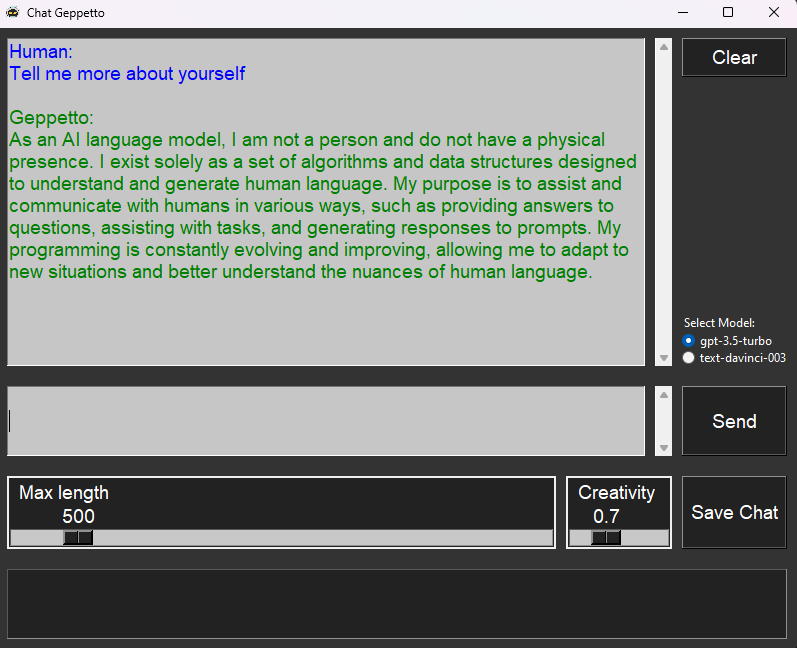 Chat Geppetto
Human:
Tell me more about yourself
Geppetto:
As an AI language model, I am not a person and do not have a physical
presence. I exist solely as a set of algorithms and data structures designed
to understand and generate human language. My purpose is to assist and
communicate with humans in various ways, such as providing answers to
questions, assisting with tasks, and generating responses to prompts. My
programming is constantly evolving and improving, allowing me to adapt to
new situations and better understand the nuances of human language.
Clear
Select Model:
gpt-3.5-turbo
text-davinci-003
Send
Max length
500
Creativity
0.7
Save Chat